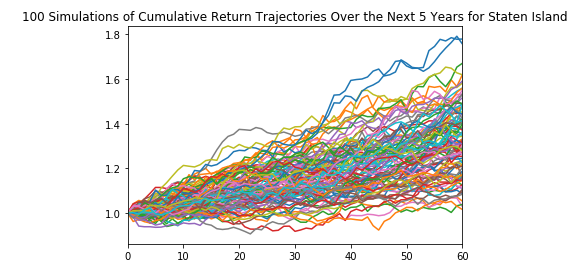 100 Simulations of Cumulative Return Trajectories Over the Next 5 Years for Staten Island
1.8
1.6
1.4
1.2
1.0
0 10 20 30 40 50 60